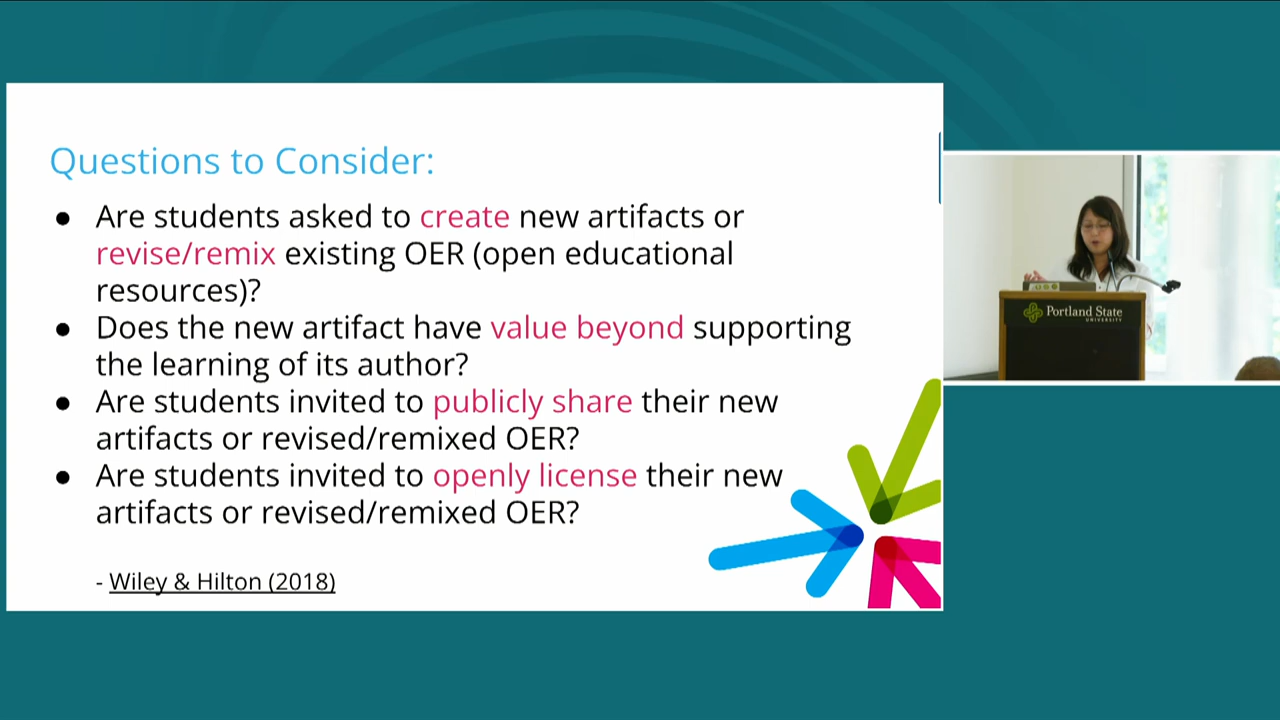 Questions to Consider:
● Are students asked to create new artifacts or
revise/remix existing OER (open educational
resources)?
● Does the new artifact have value beyond supporting
the learning of its author?
● Are students invited to publicly share their new
artifacts or revised/remixed OER?
● Are students invited to openly license their new
artifacts or revised/remixed OER?
- Wiley & Hilton (2018)
Portland State
UNIVERSITY